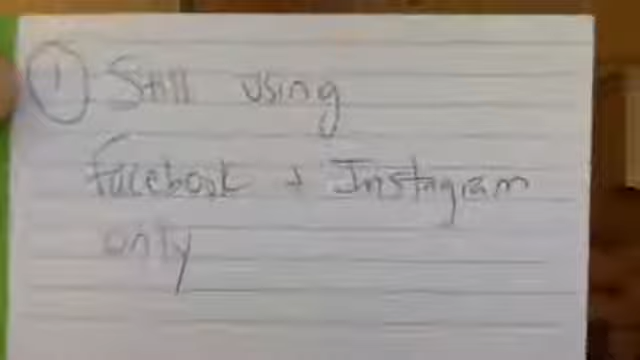 ① Still using
Facebook + Instagram
only